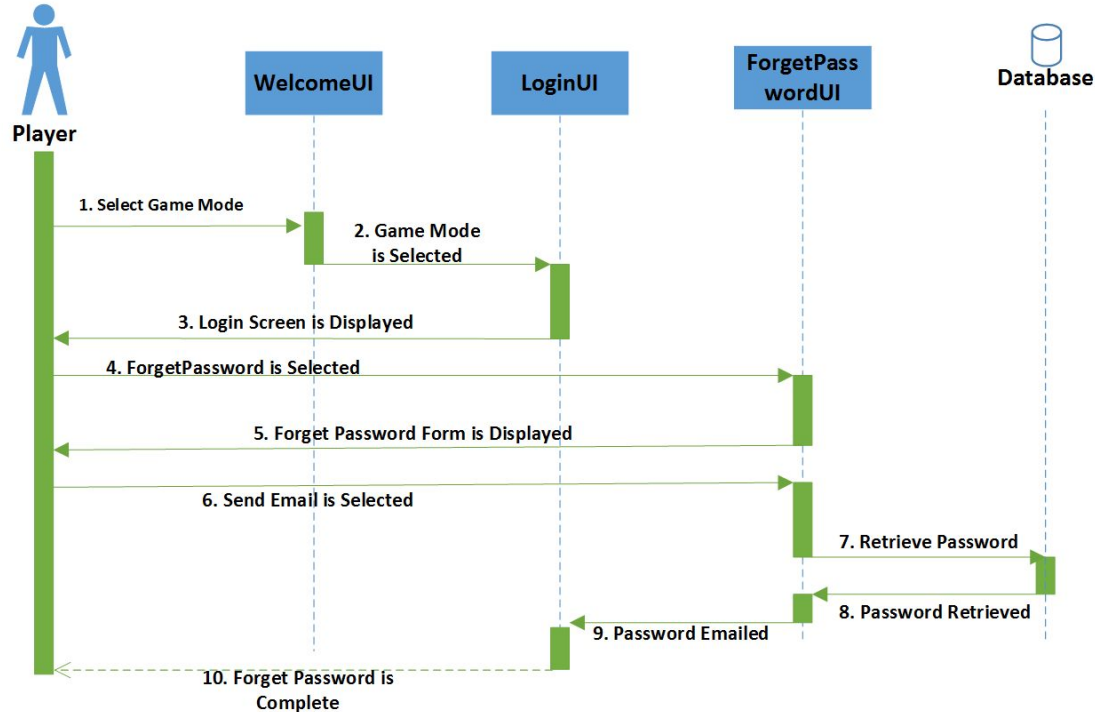 Player
WelcomeUI
LoginUI
ForgetPass
wordUI
Database
1. Select Game Mode
2. Game Mode
is Selected
3. Login Screen is Displayed
4. ForgetPassword is Selected
5. Forget Password Form is Displayed
6. Send Email is Selected
7. Retrieve Password
8. Password Retrieved
9. Password Emailed
10. Forget Password is
Complete